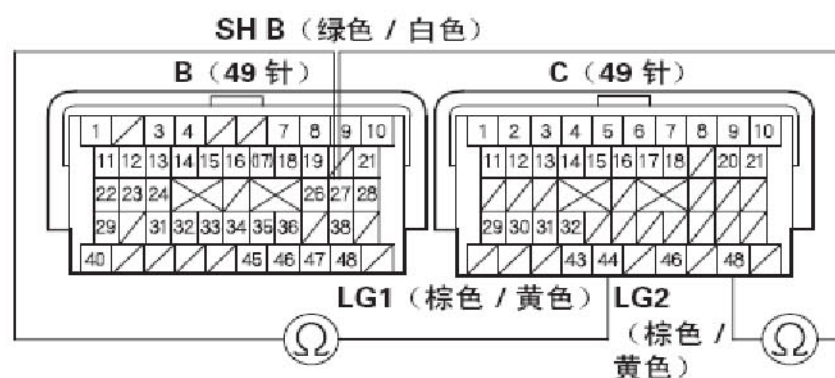 SH B（绿色 / 白色）
B（49 针）
C（49 针）
1 3 4 7 8 9 10
11 12 13 14 15 16 17 18 19 21
22 23 24 26 27 28
29 31 32 33 34 35 36 38
40 45 46 47 48
1 2 3 4 5 6 7 8 9 10
11 12 13 14 15 16 17 18 20 21
29 30 31 32
43 44 46 48
LG1（棕色 / 黄色）
LG2
（棕色 /
黄色）
Ω
Ω